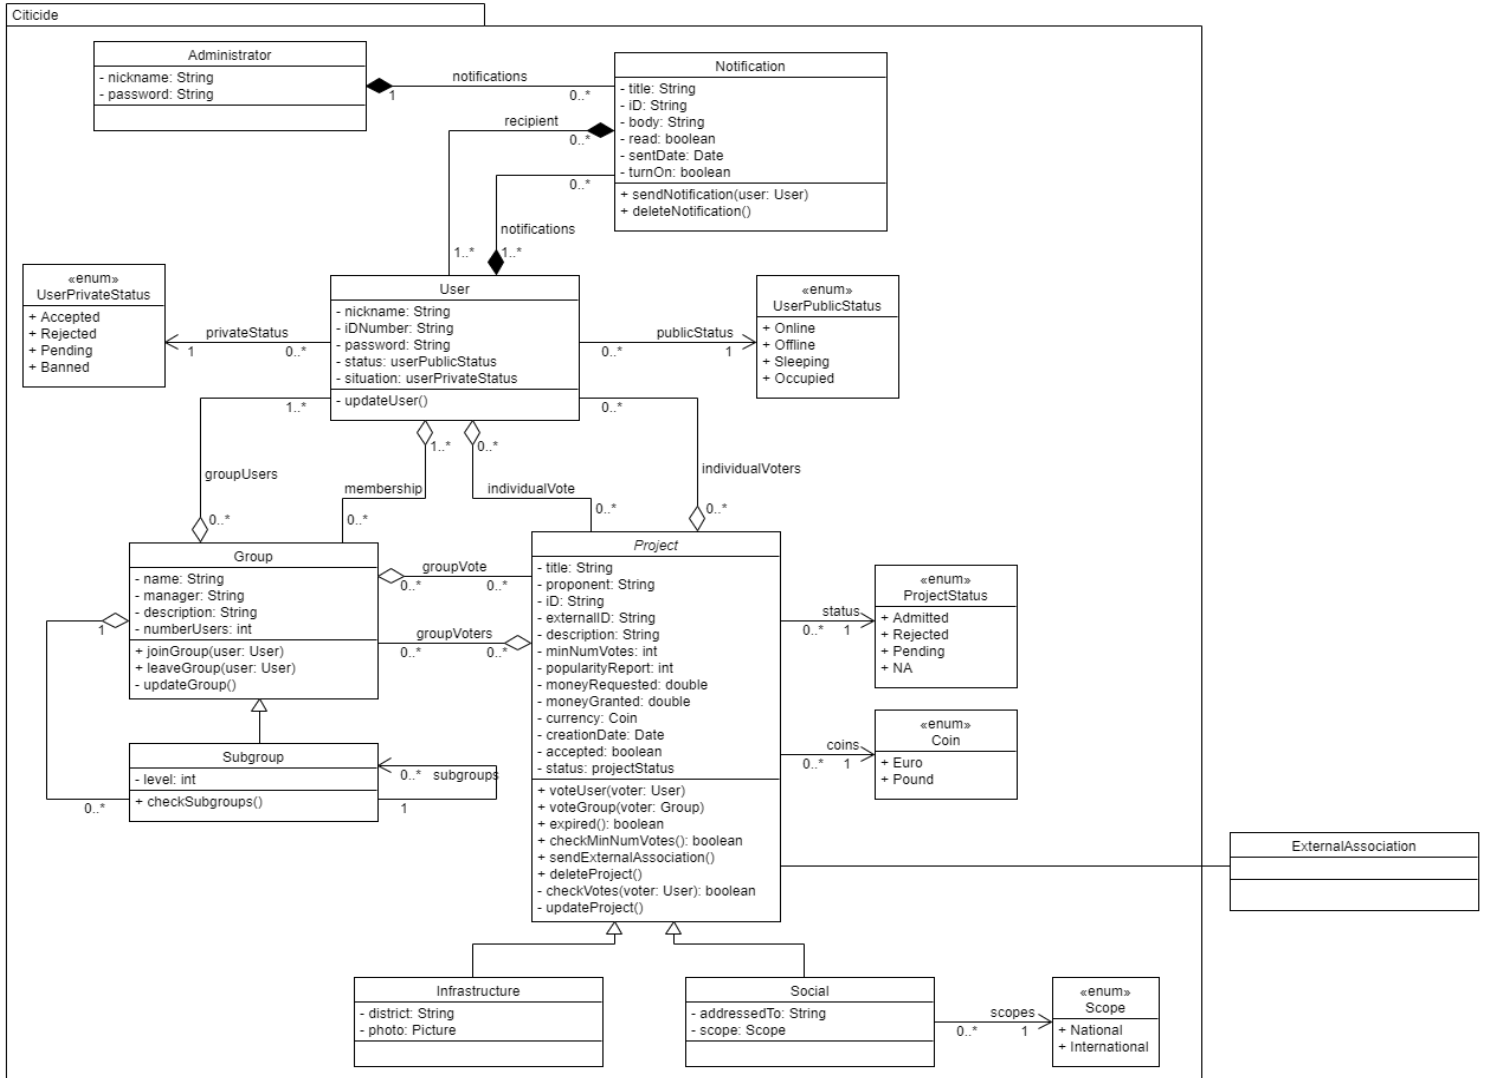 Citicide
Administrator
- nickname: String
- password: String
notifications
1
0..*
Notification
- title: String
- iD: String
- body: String
- read: boolean
- sentDate: Date
- turnOn: boolean
+ sendNotification(user: User)
+ deleteNotification()
recipient
0..*
0..*
notifications
1..*
1..*
«enum»
UserPrivateStatus
+ Accepted
+ Rejected
+ Pending
+ Banned
privateStatus
1
0..*
User
- nickname: String
- iDNumber: String
- password: String
- status: userPublicStatus
- situation: userPrivateStatus
- updateUser()
publicStatus
0..*
1
«enum»
UserPublicStatus
+ Online
+ Offline
+ Sleeping
+ Occupied
1..*
0..*
1..*
0..*
groupUsers
membership
individualVote
individualVoters
0..*
0..*
0..*
0..*
Group
- name: String
- manager: String
- description: String
- numberUsers: int
+ joinGroup(user: User)
+ leaveGroup(user: User)
- updateGroup()
1
groupVote
0..*
0..*
groupVoters
0..*
0..*
Project
- title: String
- proponent: String
- iD: String
- externalID: String
- description: String
- minNumVotes: int
- popularityReport: int
- moneyRequested: double
- moneyGranted: double
- currency: Coin
- creationDate: Date
- accepted: boolean
- status: projectStatus
+ voteUser(voter: User)
+ voteGroup(voter: Group)
+ expired(): boolean
+ checkMinNumVotes(): boolean
+ sendExternalAssociation()
+ deleteProject()
- checkVotes(voter: User): boolean
- updateProject()
status
0..*
1
«enum»
ProjectStatus
+ Admitted
+ Rejected
+ Pending
+ NA
coins
0..*
1
«enum»
Coin
+ Euro
+ Pound
Subgroup
- level: int
+ checkSubgroups()
0..*
0..*
subgroups
1
ExternalAssociation
Infrastructure
- district: String
- photo: Picture
Social
- addressedTo: String
- scope: Scope
scopes
0..*
1
«enum»
Scope
+ National
+ International